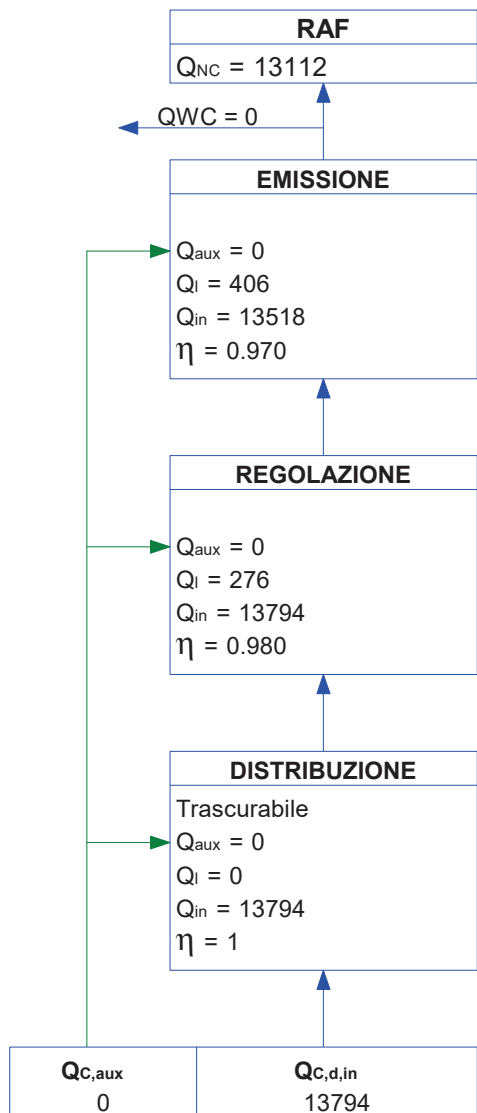 RAF
QNC = 13112
QWC = 0
EMISSIONE
Qaux = 0
Ql = 406
Qin = 13518
η = 0.970
REGOLAZIONE
Qaux = 0
Ql = 276
Qin = 13794
η = 0.980
DISTRIBUZIONE
Trascurabile
Qaux = 0
Ql = 0
Qin = 13794
η = 1
QC,aux QC,d,in
0 13794